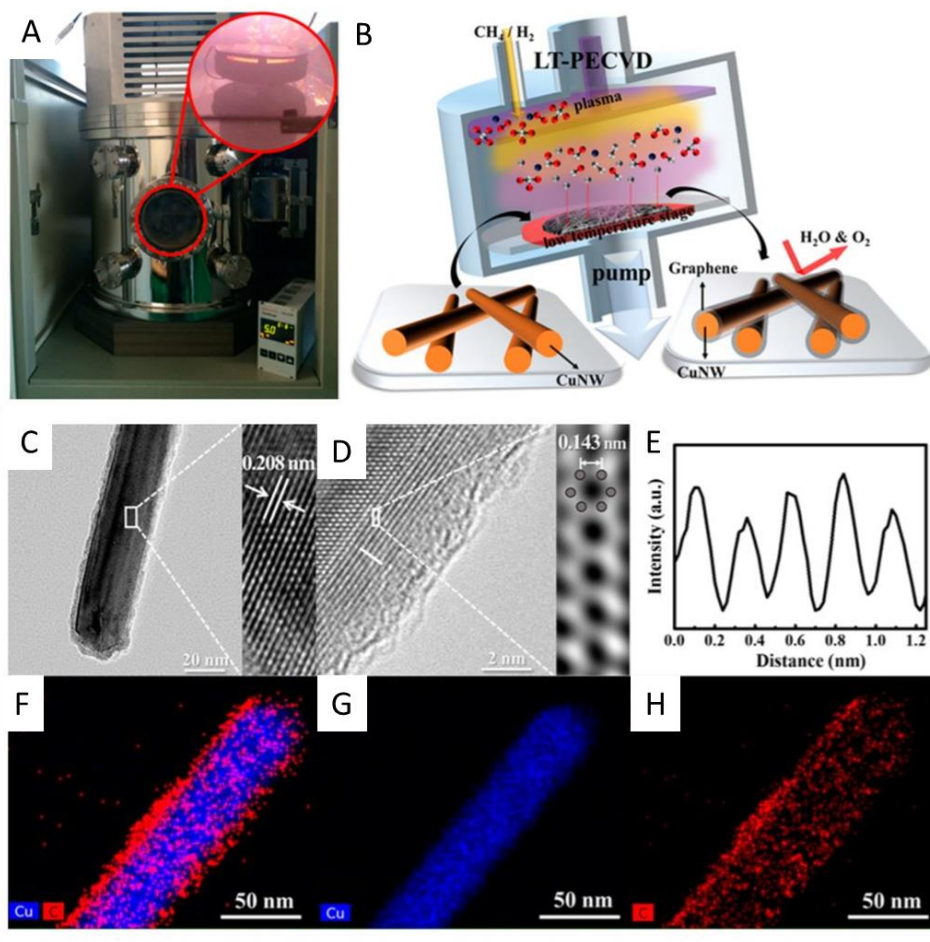 A
B
CH4 / H2
LT-PECVD
plasma
low temperature stage
pump
H2O & O2
Graphene
CuNW
CuNW
5.0
C
0.208 nm
20 nm
D
0.143 nm
2 nm
E
Intensity (a.u.)
0.0 0.2 0.4 0.6 0.8 1.0 1.2
Distance (nm)
F
Cu C
50 nm
G
Cu
50 nm
H
C
50 nm